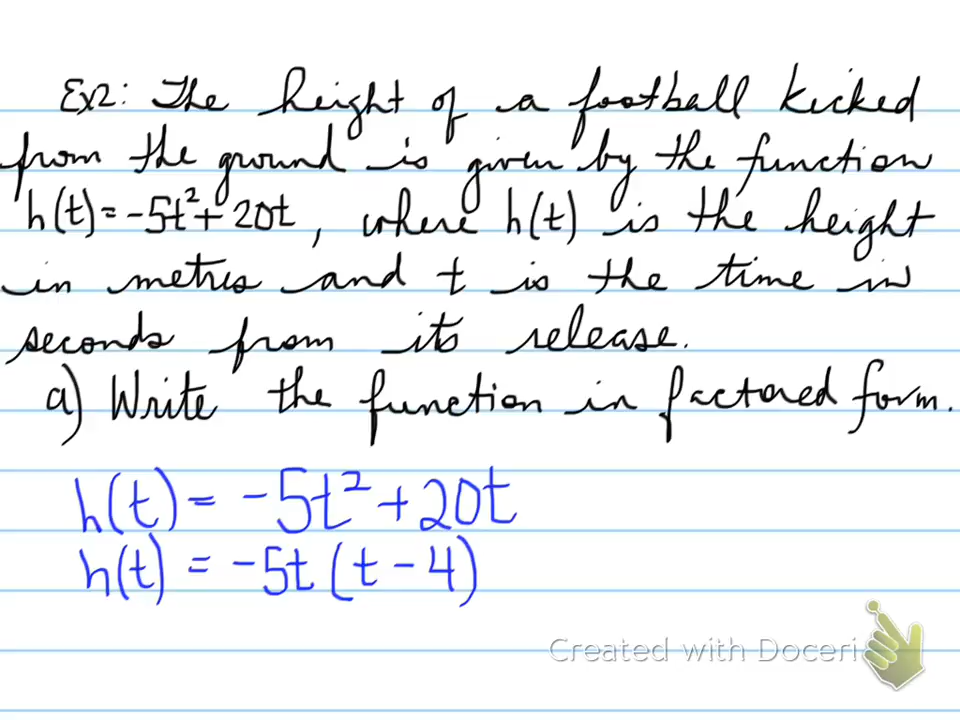 Ex2: The height of a football kicked
from the ground is given by the function
h(t) = -5t² + 20t, where h(t) is the height
in metres and t is the time in
seconds from its release.
a) Write the function in factored form.
h(t) = -5t² + 20t
h(t) = -5t (t - 4)
Created with Doceri